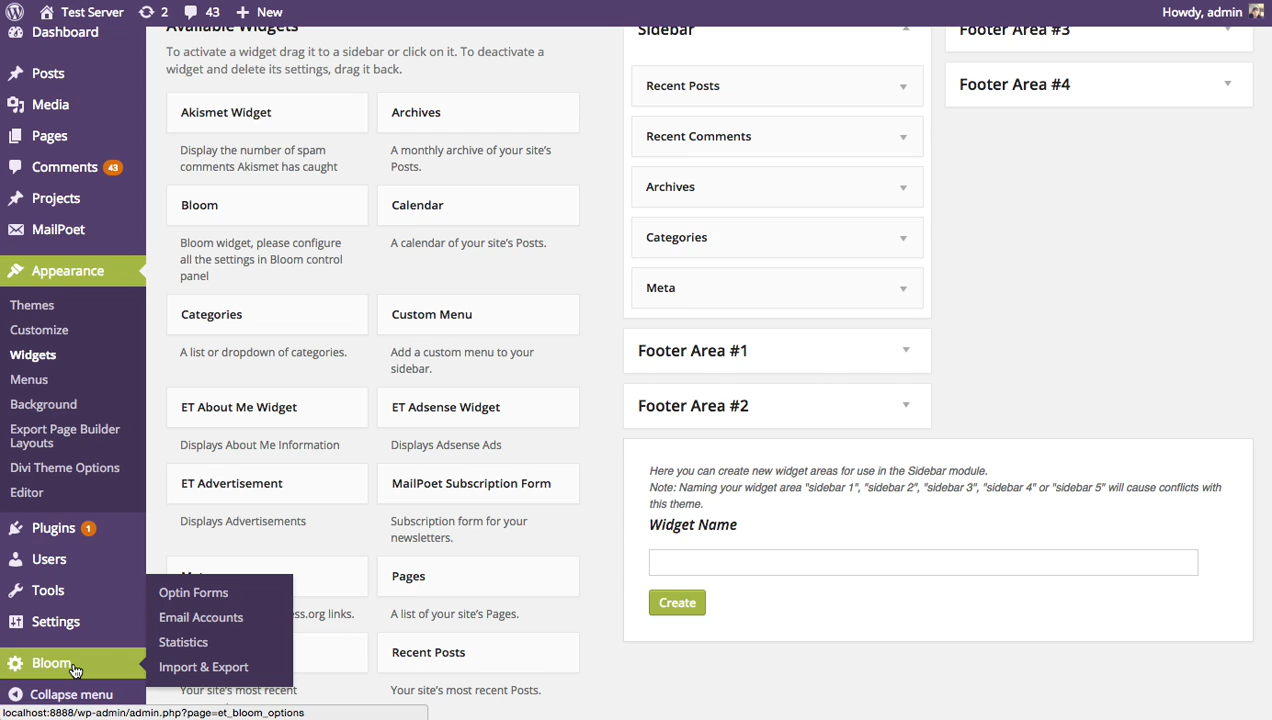 Test Server
2
43
New
Howdy, admin
Dashboard
Posts
Media
Pages
Comments 43
Projects
MailPoet
Appearance
Themes
Customize
Widgets
Menus
Background
Export Page Builder
Layouts
Divi Theme Options
Editor
Plugins 1
Users
Tools
Settings
Bloom
Collapse menu
Optin Forms
Email Accounts
Statistics
Import & Export
Available Widgets
To activate a widget drag it to a sidebar or click on it. To deactivate a
widget and delete its settings, drag it back.
Akismet Widget
Display the number of spam
comments Akismet has caught
Archives
A monthly archive of your site's
Posts.
Bloom
Bloom widget, please configure
all the settings in Bloom control
panel
Calendar
A calendar of your site's Posts.
Categories
A list or dropdown of categories.
Custom Menu
Add a custom menu to your
sidebar.
ET About Me Widget
Displays About Me Information
ET Adsense Widget
Displays Adsense Ads
ET Advertisement
Displays Advertisements
MailPoet Subscription Form
Subscription form for your
newsletters.
ess.org links.
Pages
A list of your site's Pages.
Your site's most recent
Recent Posts
Your site's most recent Posts.
Sidebar
Recent Posts
Recent Comments
Archives
Categories
Meta
Footer Area #1
Footer Area #2
Footer Area #3
Footer Area #4
Here you can create new widget areas for use in the Sidebar module.
Note: Naming your widget area "sidebar 1", "sidebar 2", "sidebar 3", "sidebar 4" or "sidebar 5" will cause conflicts with
this theme.
Widget Name
Create
localhost:8888/wp-admin/admin.php?page=et_bloom_options